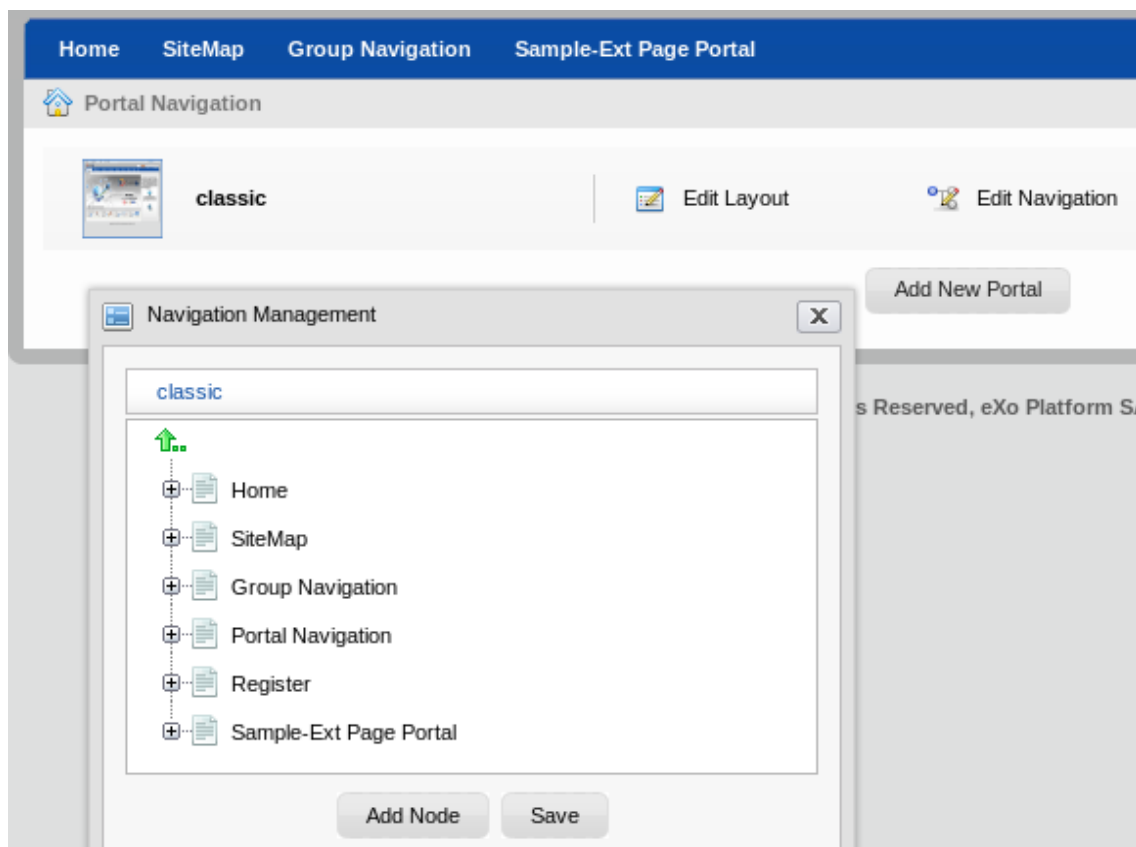 Home SiteMap Group Navigation Sample-Ext Page Portal
Portal Navigation
classic Edit Layout Edit Navigation
Add New Portal
Navigation Management
classic
s Reserved, eXo Platform
Home
SiteMap
Group Navigation
Portal Navigation
Register
Sample-Ext Page Portal
Add Node Save